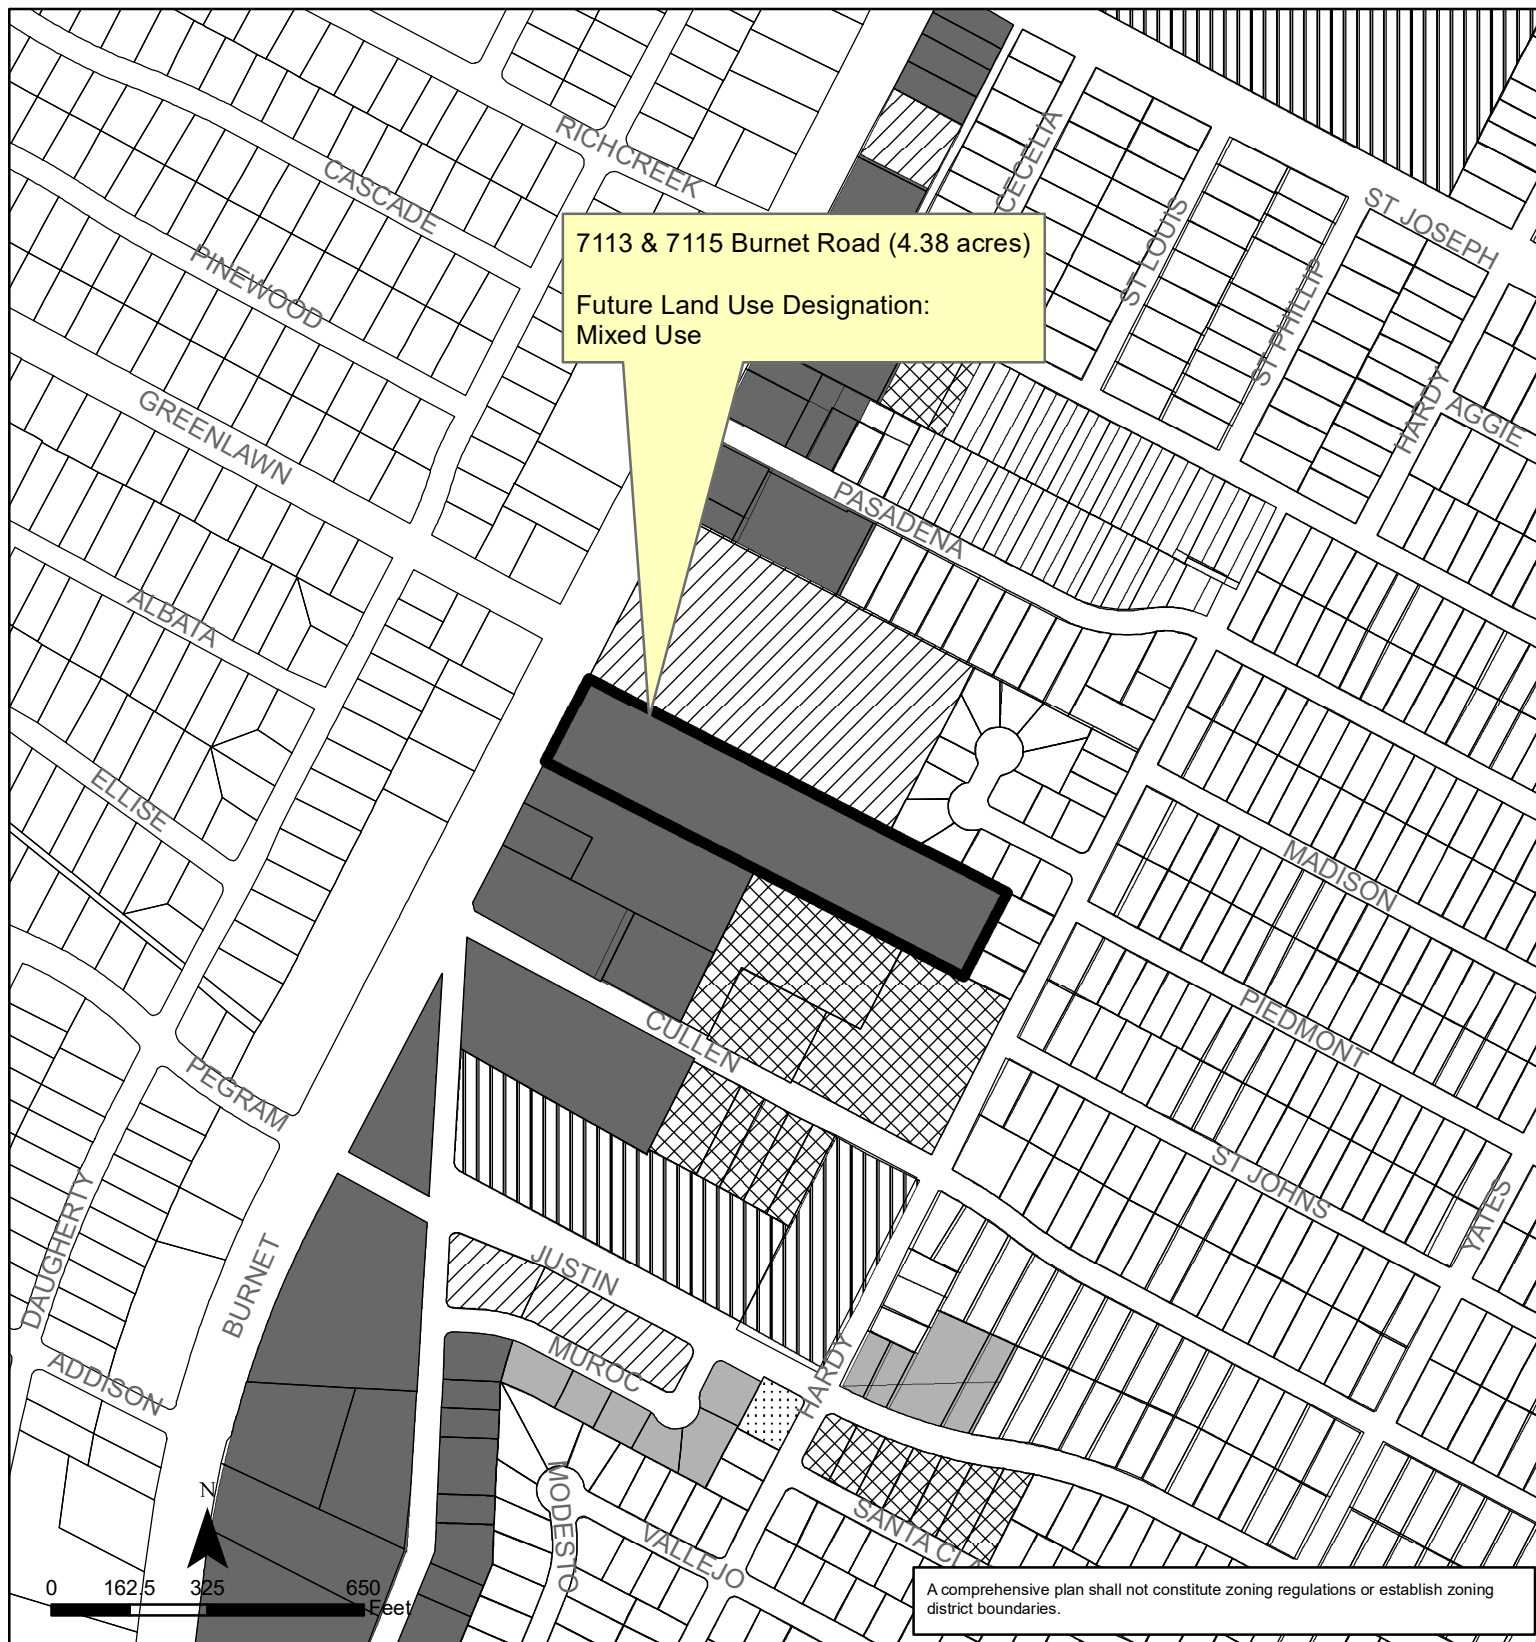 RICHCREEK
CASCADE
PINEWOOD
GREENLAWN
CECELIA
ST LOUIS
ST PHILLIP
ST JOSEPH
HARDY
AGGIE
7113 & 7115 Burnet Road (4.38 acres)
Future Land Use Designation:
Mixed Use
PASADENA
ALBATA
ELLISE
MADISON
PIEDMONT
CULLEN
PEGRAM
ST JOHNS
YATES
DAUGHERTY
BURNET
JUSTIN
MUROC
HARDY
ADDISON
MODESTO
VALLEJO
SANTA CLA
N
0 162.5 325 650
Feet
A comprehensive plan shall not constitute zoning regulations or establish zoning
district boundaries.